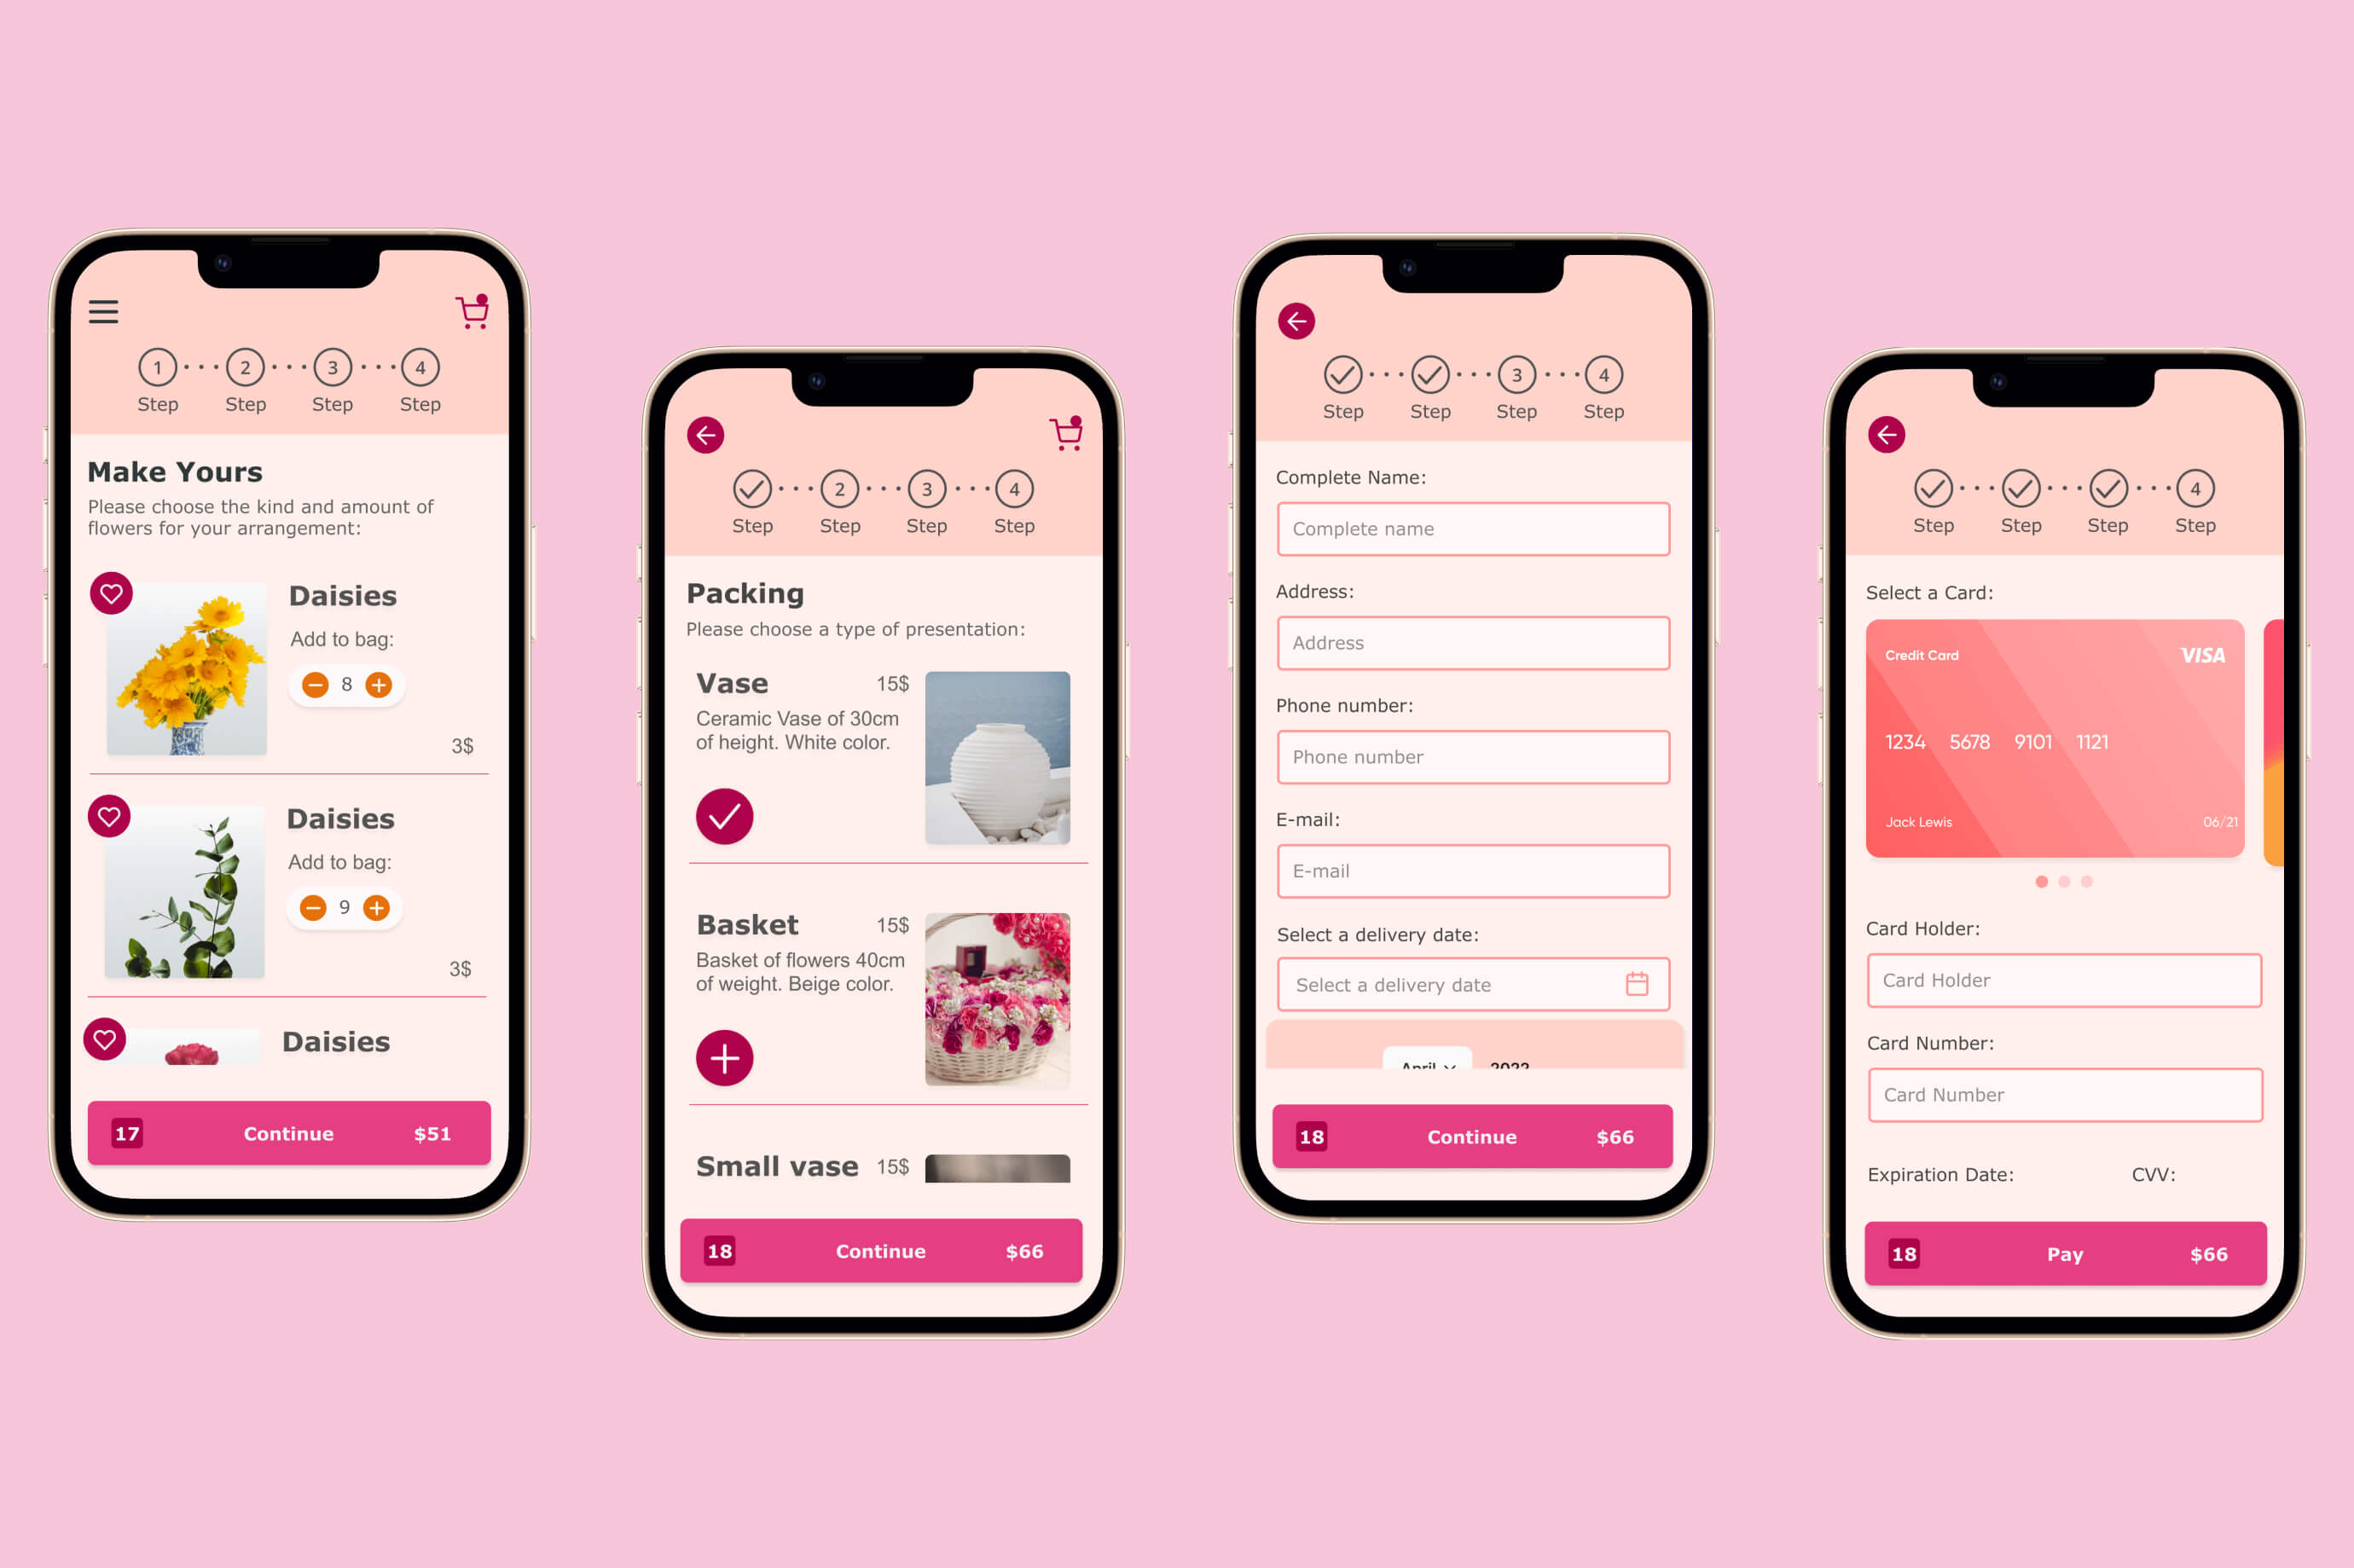 1 2 3 4
Step Step Step Step
Make Yours
Please choose the kind and amount of
flowers for your arrangement:
Daisies
Add to bag:
8
3$
Daisies
Add to bag:
9
3$
Daisies
17 Continue $51
2 3 4
Step Step Step Step
Packing
Please choose a type of presentation:
Vase 15$
Ceramic Vase of 30cm
of height. White color.
Basket 15$
Basket of flowers 40cm
of weight. Beige color.
Small vase 15$
18 Continue $66
3 4
Step Step Step Step
Complete Name:
Complete name
Address:
Address
Phone number:
Phone number
E-mail:
E-mail
Select a delivery date:
Select a delivery date
April 2022
18 Continue $66
4
Step Step Step Step
Select a Card:
Credit Card VISA
1234 5678 9101 1121
Jack Lewis 06/21
Card Holder:
Card Holder
Card Number:
Card Number
Expiration Date: CVV:
18 Pay $66